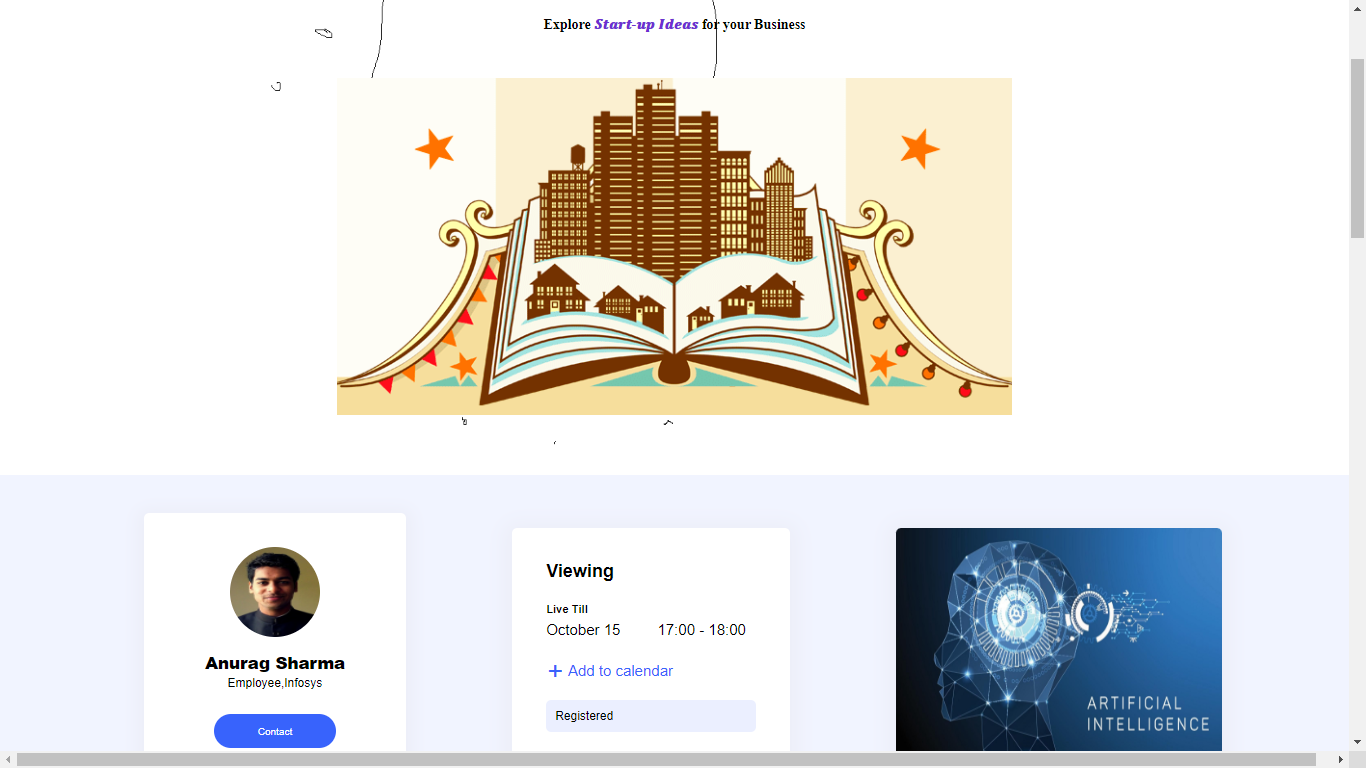 Explore Start-up Ideas for your Business
Anurag Sharma
Employee,Infosys
Contact
Viewing
Live Till
October 15 17:00 - 18:00
+ Add to calendar
Registered
ARTIFICIAL
INTELLIGENCE